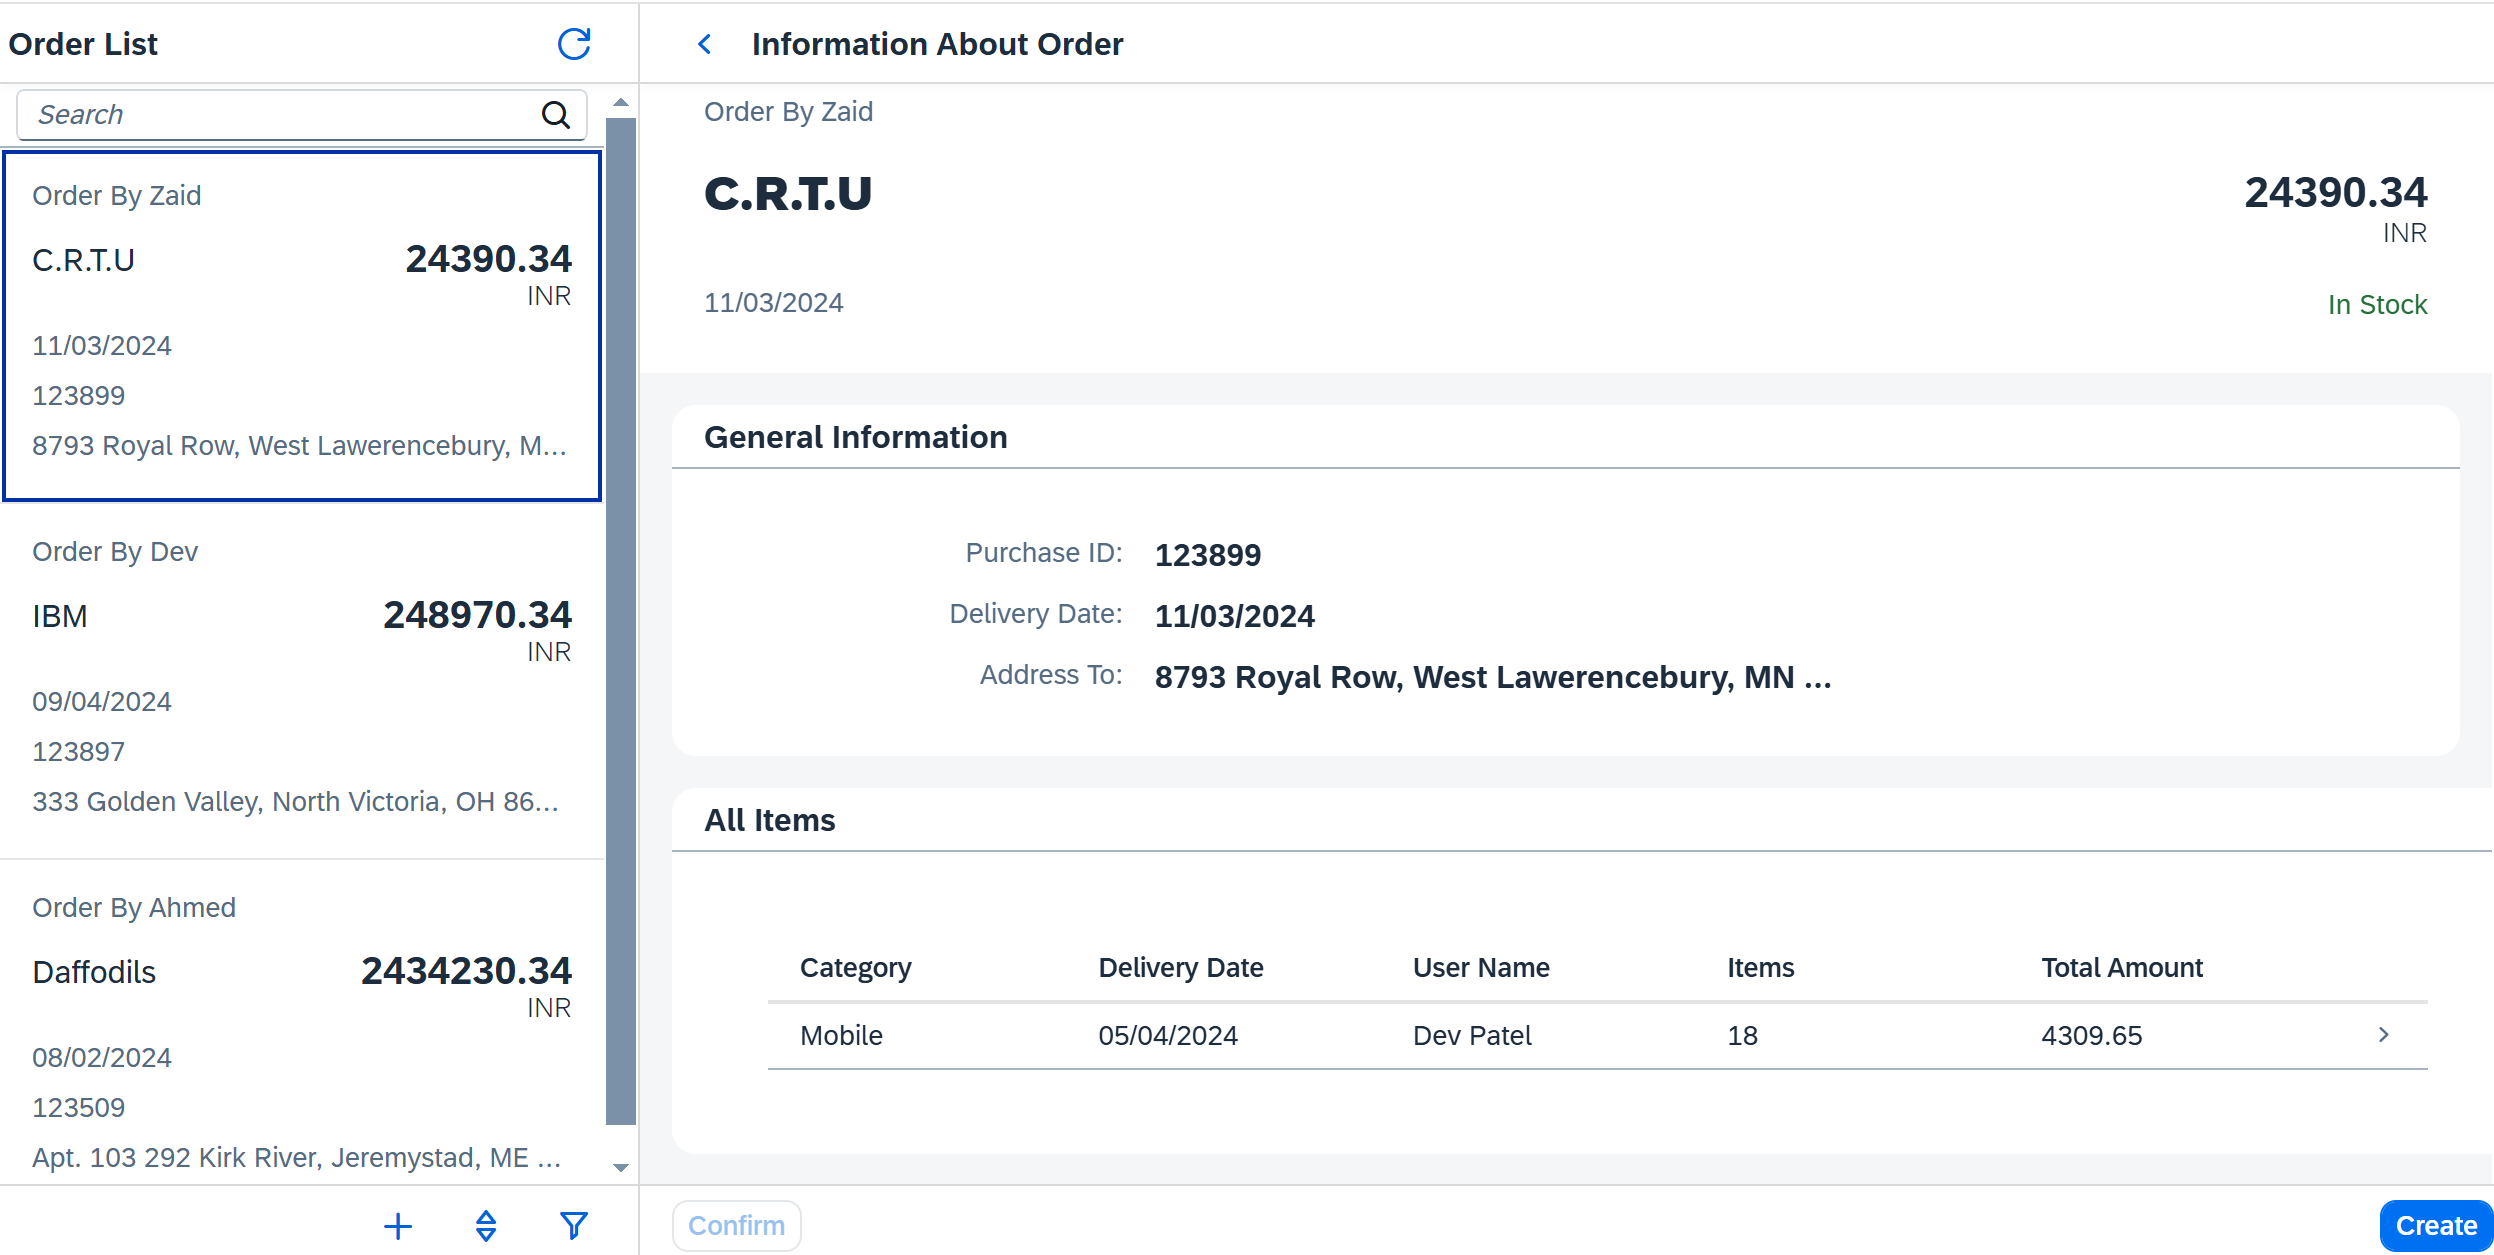 Order List
Search
Order By Zaid
C.R.T.U 24390.34
INR
11/03/2024
123899
8793 Royal Row, West Lawerencebury, M...
Order By Dev
IBM 248970.34
INR
09/04/2024
123897
333 Golden Valley, North Victoria, OH 86...
Order By Ahmed
Daffodils 2434230.34
INR
08/02/2024
123509
Apt. 103 292 Kirk River, Jeremystad, ME ...
Information About Order
Order By Zaid
C.R.T.U 24390.34
INR
11/03/2024 In Stock
General Information
Purchase ID: 123899
Delivery Date: 11/03/2024
Address To: 8793 Royal Row, West Lawerencebury, MN ...
All Items
Category Delivery Date User Name Items Total Amount
Mobile 05/04/2024 Dev Patel 18 4309.65
Confirm Create